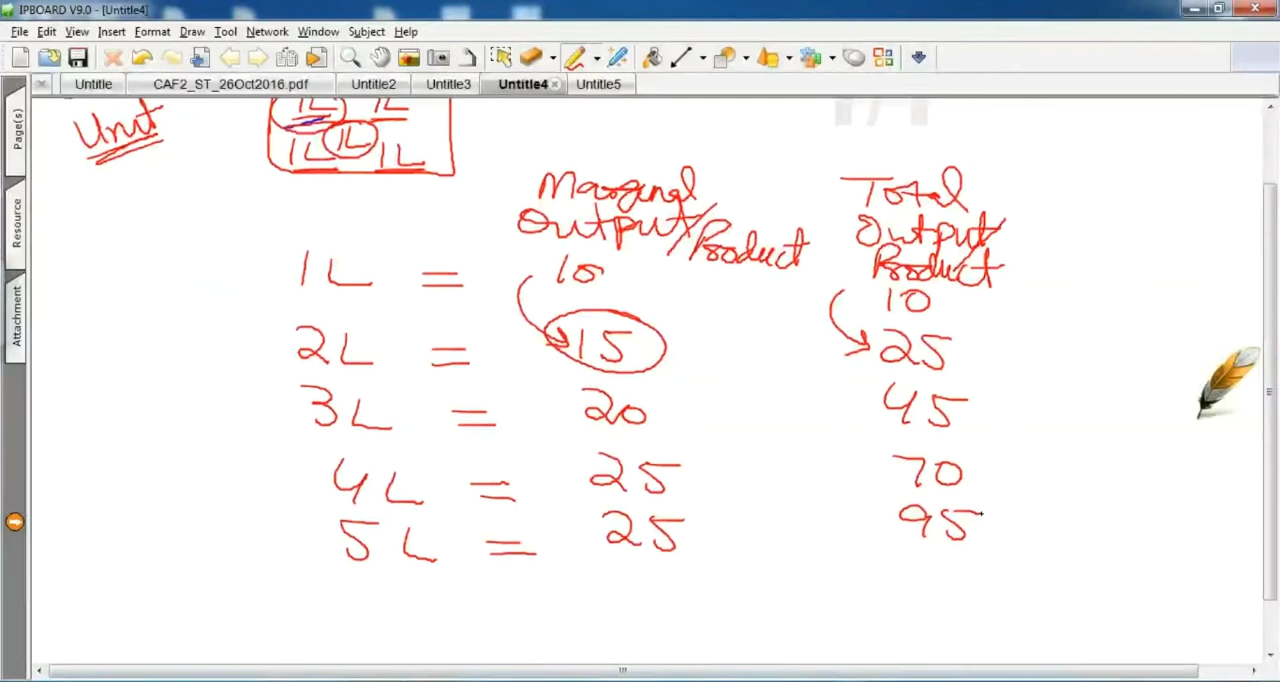 IPBOARD V9.0 - [Untitle4]
File Edit View Insert Format Draw Tool Network Window Subject Help
Untitle CAF2_ST_26Oct2016.pdf Untitle2 Untitle3 Untitle4 Untitle5
Page(s)
Resource
Attachment
Unit
1L 1L
1L 1L 1L
Marginal Output/Product
Total Output/Product
1L = 10 10
2L = 15 25
3L = 20 45
4L = 25 70
5L = 25 95